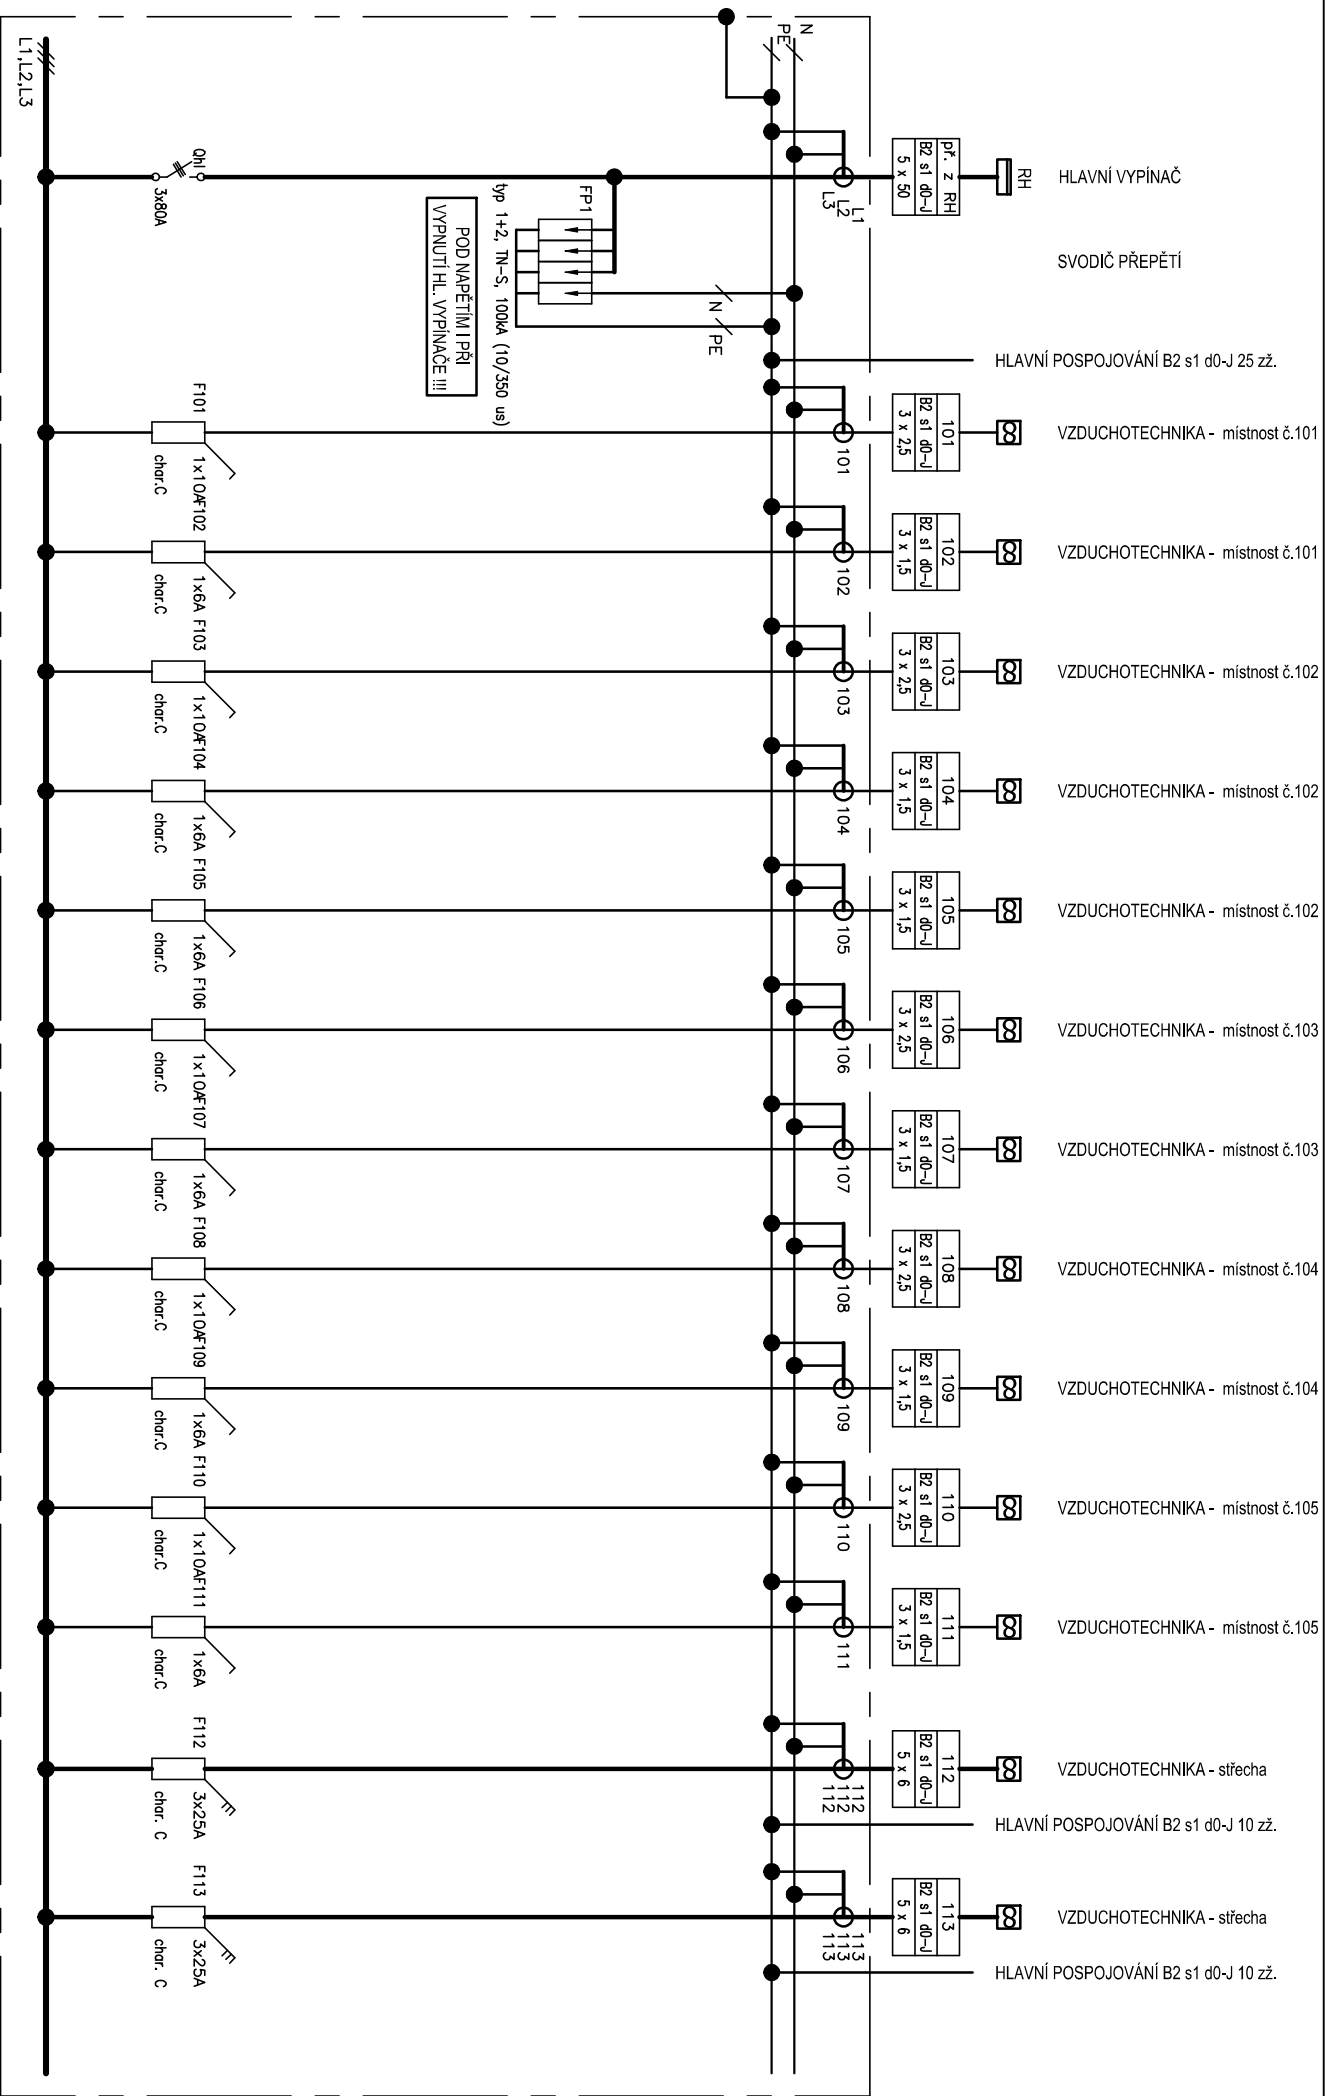 N
PE
L1,L2,L3
Qhl
3x80A
FP1
typ 1+2, TN-S, 100kA (10/350 us)
POD NAPĚTÍM I PŘI
VYPNUTÍ HL. VYPÍNAČE !!!
N
PE
L1
L2
L3
př. z RH
B2 s1 d0-J
5 x 50
RH
HLAVNÍ VYPÍNAČ
SVODIČ PŘEPĚTÍ
HLAVNÍ POSPOJOVÁNÍ B2 s1 d0-J 25 zž.
F101
1x10A
char.C
101
101
B2 s1 d0-J
3 x 2,5
VZDUCHOTECHNIKA - místnost č.101
F102
1x6A
char.C
102
102
B2 s1 d0-J
3 x 1,5
VZDUCHOTECHNIKA - místnost č.101
F103
1x10A
char.C
103
103
B2 s1 d0-J
3 x 2,5
VZDUCHOTECHNIKA - místnost č.102
F104
1x6A
char.C
104
104
B2 s1 d0-J
3 x 1,5
VZDUCHOTECHNIKA - místnost č.102
F105
1x6A
char.C
105
105
B2 s1 d0-J
3 x 1,5
VZDUCHOTECHNIKA - místnost č.102
F106
1x10A
char.C
106
106
B2 s1 d0-J
3 x 2,5
VZDUCHOTECHNIKA - místnost č.103
F107
1x6A
char.C
107
107
B2 s1 d0-J
3 x 1,5
VZDUCHOTECHNIKA - místnost č.103
F108
1x10A
char.C
108
108
B2 s1 d0-J
3 x 2,5
VZDUCHOTECHNIKA - místnost č.104
F109
1x6A
char.C
109
109
B2 s1 d0-J
3 x 1,5
VZDUCHOTECHNIKA - místnost č.104
F110
1x10A
char.C
110
110
B2 s1 d0-J
3 x 2,5
VZDUCHOTECHNIKA - místnost č.105
F111
1x6A
char.C
111
111
B2 s1 d0-J
3 x 1,5
VZDUCHOTECHNIKA - místnost č.105
F112
3x25A
char. C
112
112
112
112
B2 s1 d0-J
5 x 6
VZDUCHOTECHNIKA - střecha
HLAVNÍ POSPOJOVÁNÍ B2 s1 d0-J 10 zž.
F113
3x25A
char. C
113
113
113
113
B2 s1 d0-J
5 x 6
VZDUCHOTECHNIKA - střecha
HLAVNÍ POSPOJOVÁNÍ B2 s1 d0-J 10 zž.